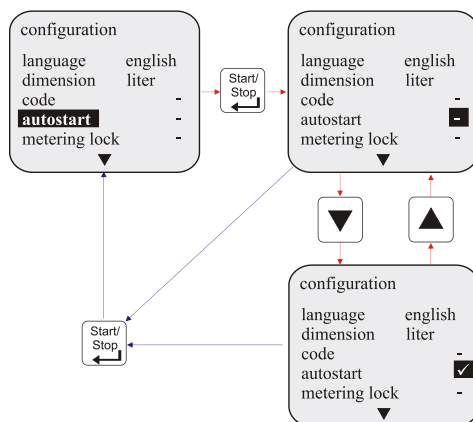 configuration
language english
dimension liter
code -
autostart -
metering lock -
Start/
Stop
configuration
language english
dimension liter
code -
autostart -
metering lock -
Start/
Stop
configuration
language english
dimension liter
code -
autostart ✓
metering lock -